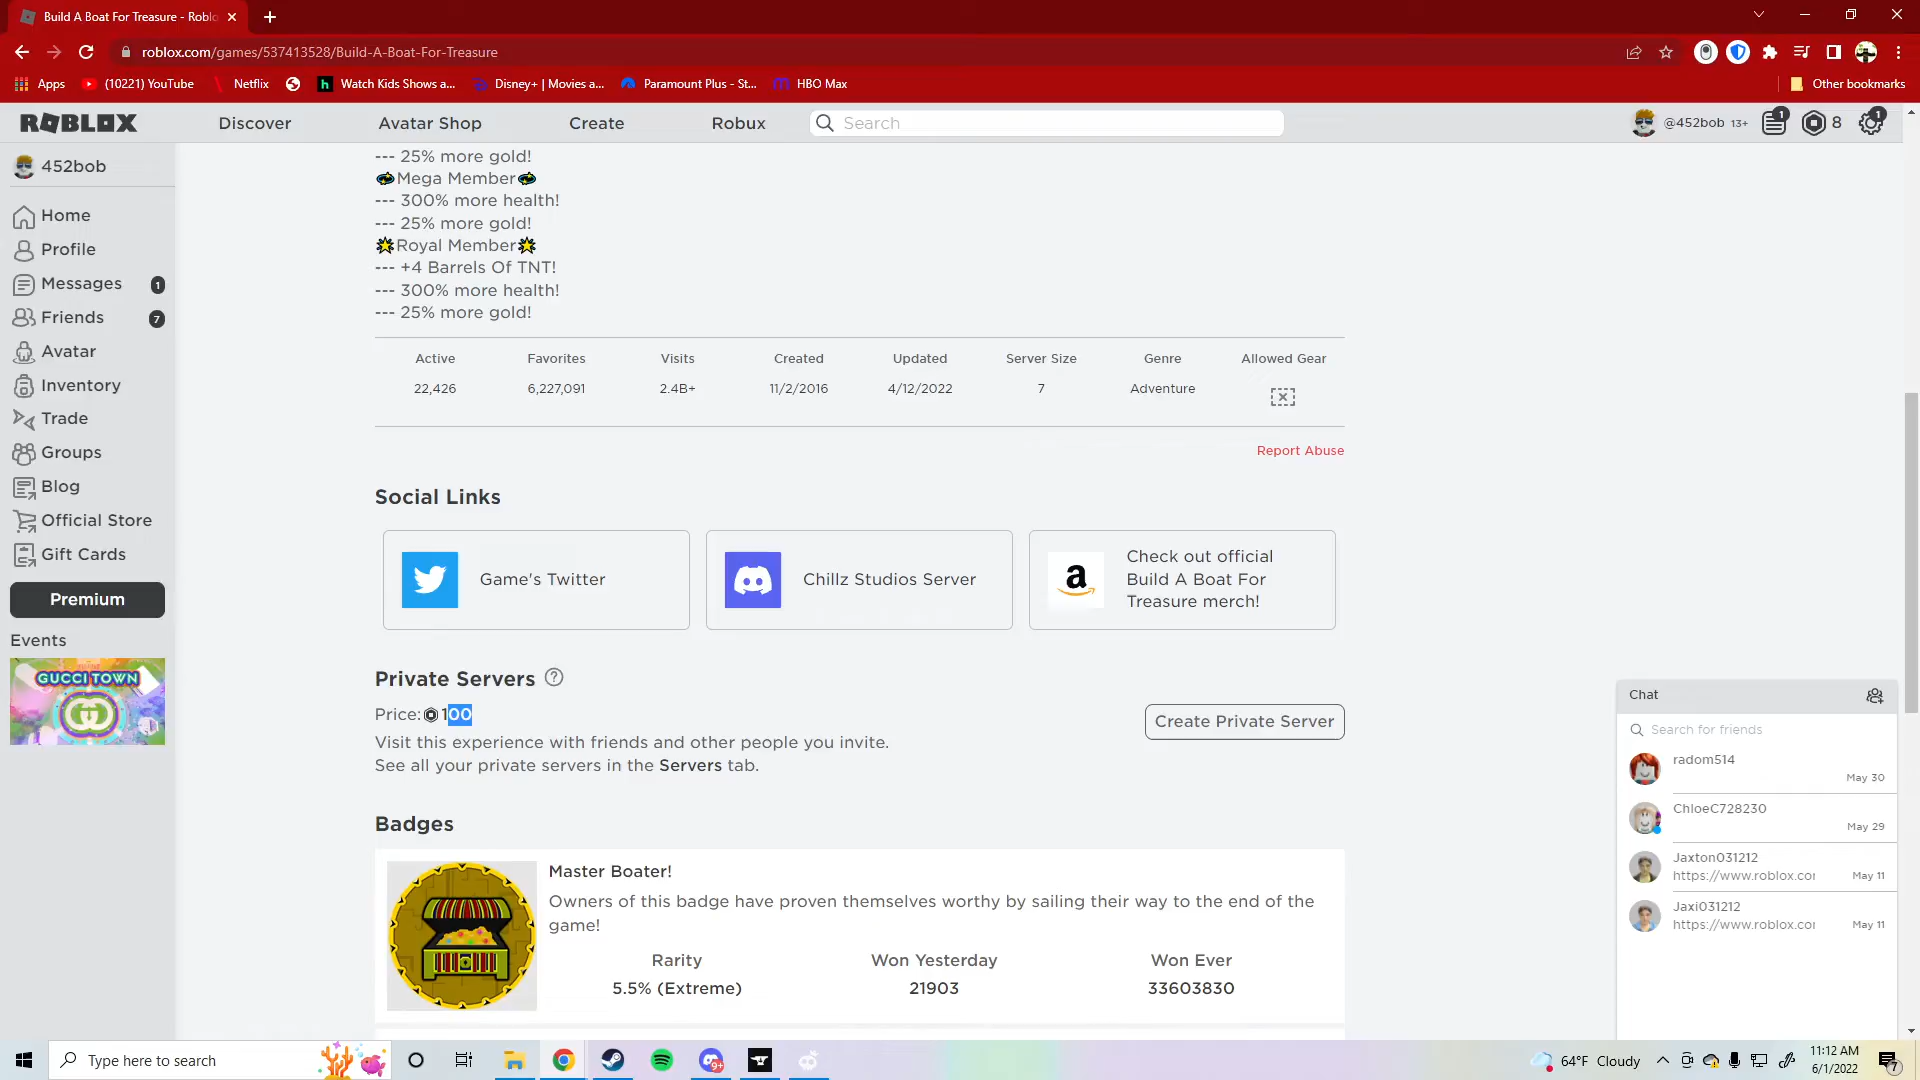 Build A Boat For Treasure - Roblo
roblox.com/games/537413528/Build-A-Boat-For-Treasure
Apps
(10221) YouTube
Netflix
h
Watch Kids Shows a...
Disney+ | Movies a...
Paramount Plus - St...
HBO Max
Other bookmarks
ROBLOX
Discover
Avatar Shop
Create
Robux
Search
@452bob 13+
1
8
1
452bob
Home
Profile
Messages 1
Friends 7
Avatar
Inventory
Trade
Groups
Blog
Official Store
Gift Cards
Premium
Events
GUCCI TOWN
--- 25% more gold!
Mega Member
--- 300% more health!
--- 25% more gold!
Royal Member
--- +4 Barrels Of TNT!
--- 300% more health!
--- 25% more gold!
Active Favorites Visits Created Updated Server Size Genre Allowed Gear
22,426 6,227,091 2.4B+ 11/2/2016 4/12/2022 7 Adventure
Report Abuse
Social Links
Game's Twitter
Chillz Studios Server
Check out official
Build A Boat For
Treasure merch!
Private Servers
Price: 100
Visit this experience with friends and other people you invite.
See all your private servers in the Servers tab.
Create Private Server
Badges
Master Boater!
Owners of this badge have proven themselves worthy by sailing their way to the end of the
game!
Rarity Won Yesterday Won Ever
5.5% (Extreme) 21903 33603830
Chat
Search for friends
radom514
May 30
ChloeC728230
May 29
Jaxton031212
https://www.roblox.cor May 11
Jaxi031212
https://www.roblox.cor May 11
Type here to search
9+
64°F Cloudy
11:12 AM
6/1/2022
7